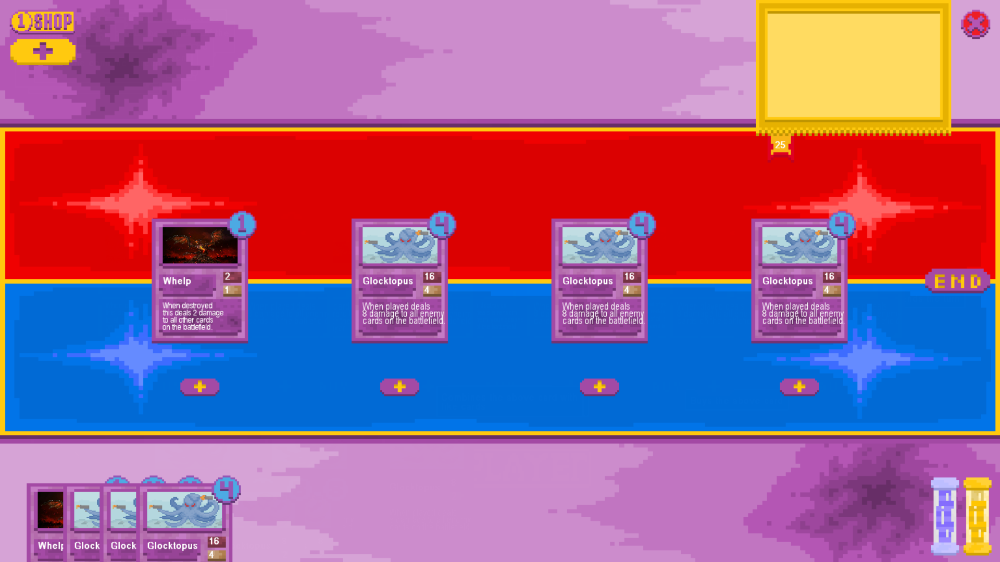 1 SHOP
25
1
4
4
4
Whelp
2
1
When destroyed
this deals 2 damage
to all other cards
on the battlefield.
Glocktopus
16
4
When played deals
8 damage to all enemy
cards on the battlefield.
Glocktopus
16
4
When played deals
8 damage to all enemy
cards on the battlefield.
Glocktopus
16
4
When played deals
8 damage to all enemy
cards on the battlefield.
END
4
Whelp
Glock
Glock
Glocktopus
16
4